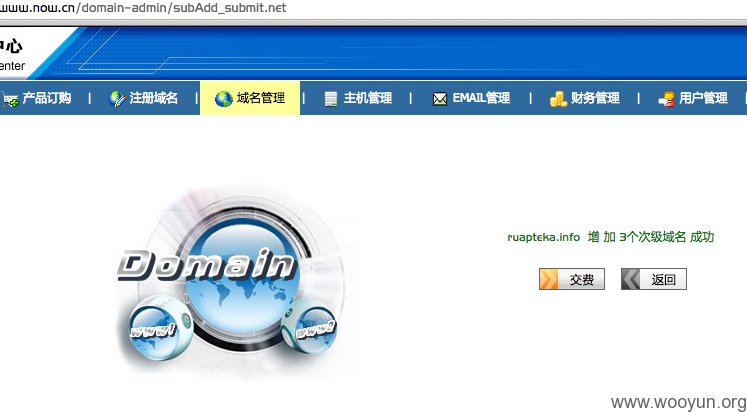 www.now.cn/domain-admin/subAdd_submit.net
中心
enter
产品订购 | 注册域名 | 域名管理 | 主机管理 | EMAIL管理 | 财务管理 | 用户管理
Domain
www1
www2
ruapteka.info 增 加 3个次级域名 成功
交费 返回
www.wooyun.org